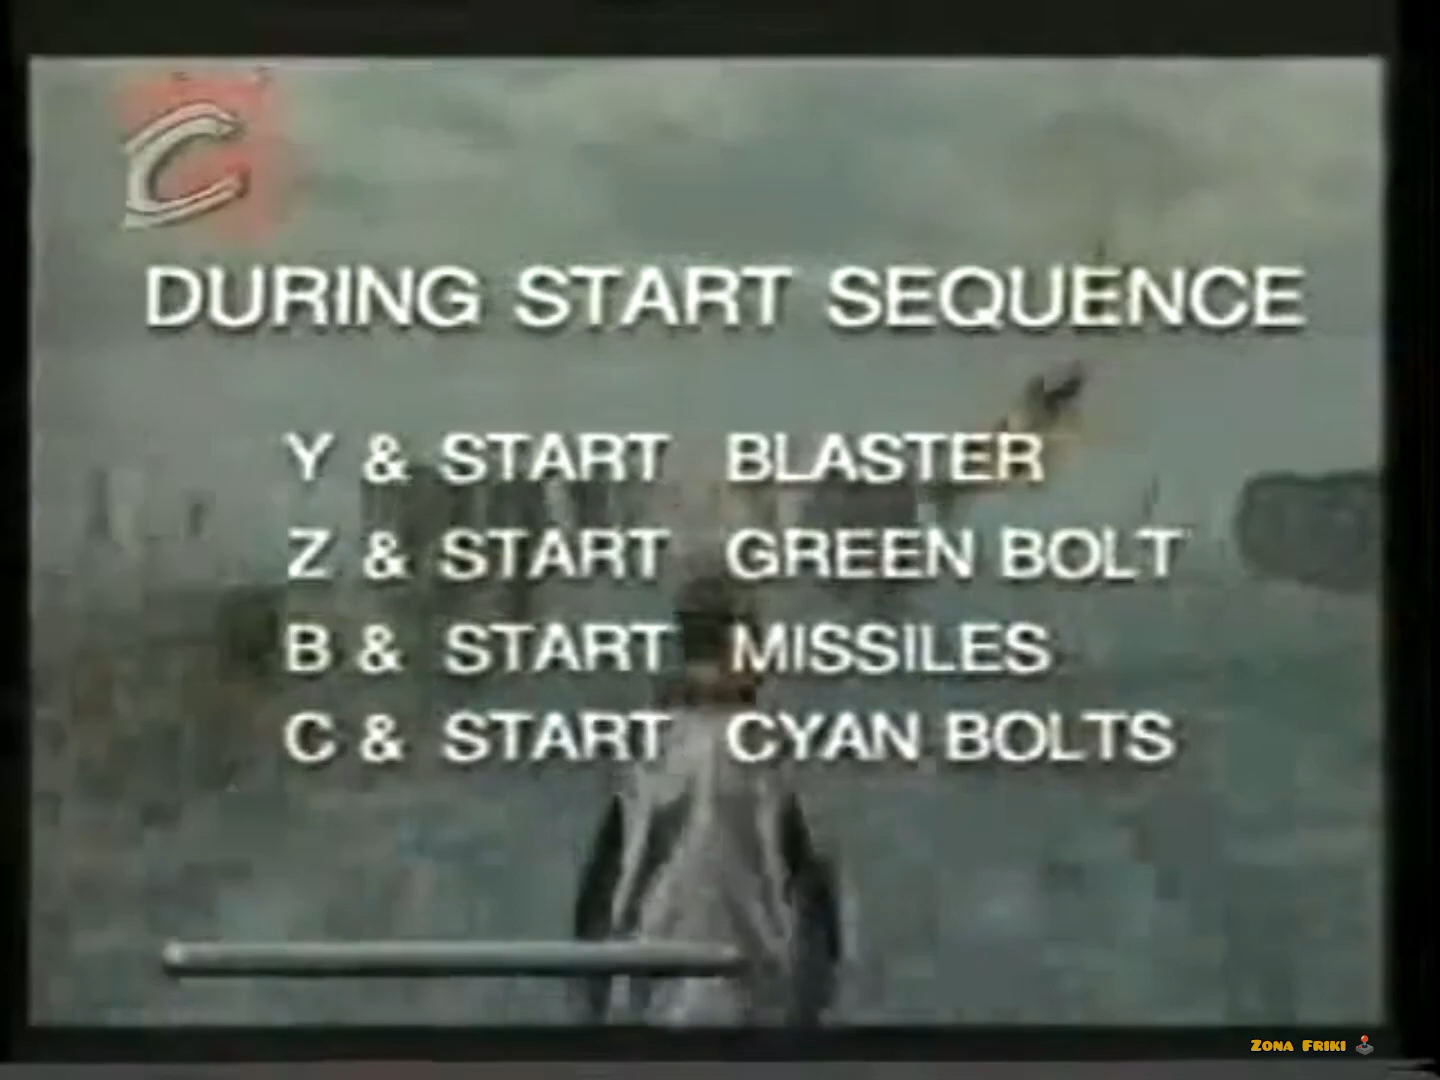 C
DURING START SEQUENCE
Y & START BLASTER
Z & START GREEN BOLT
B & START MISSILES
C & START CYAN BOLTS
ZONA FRIKI